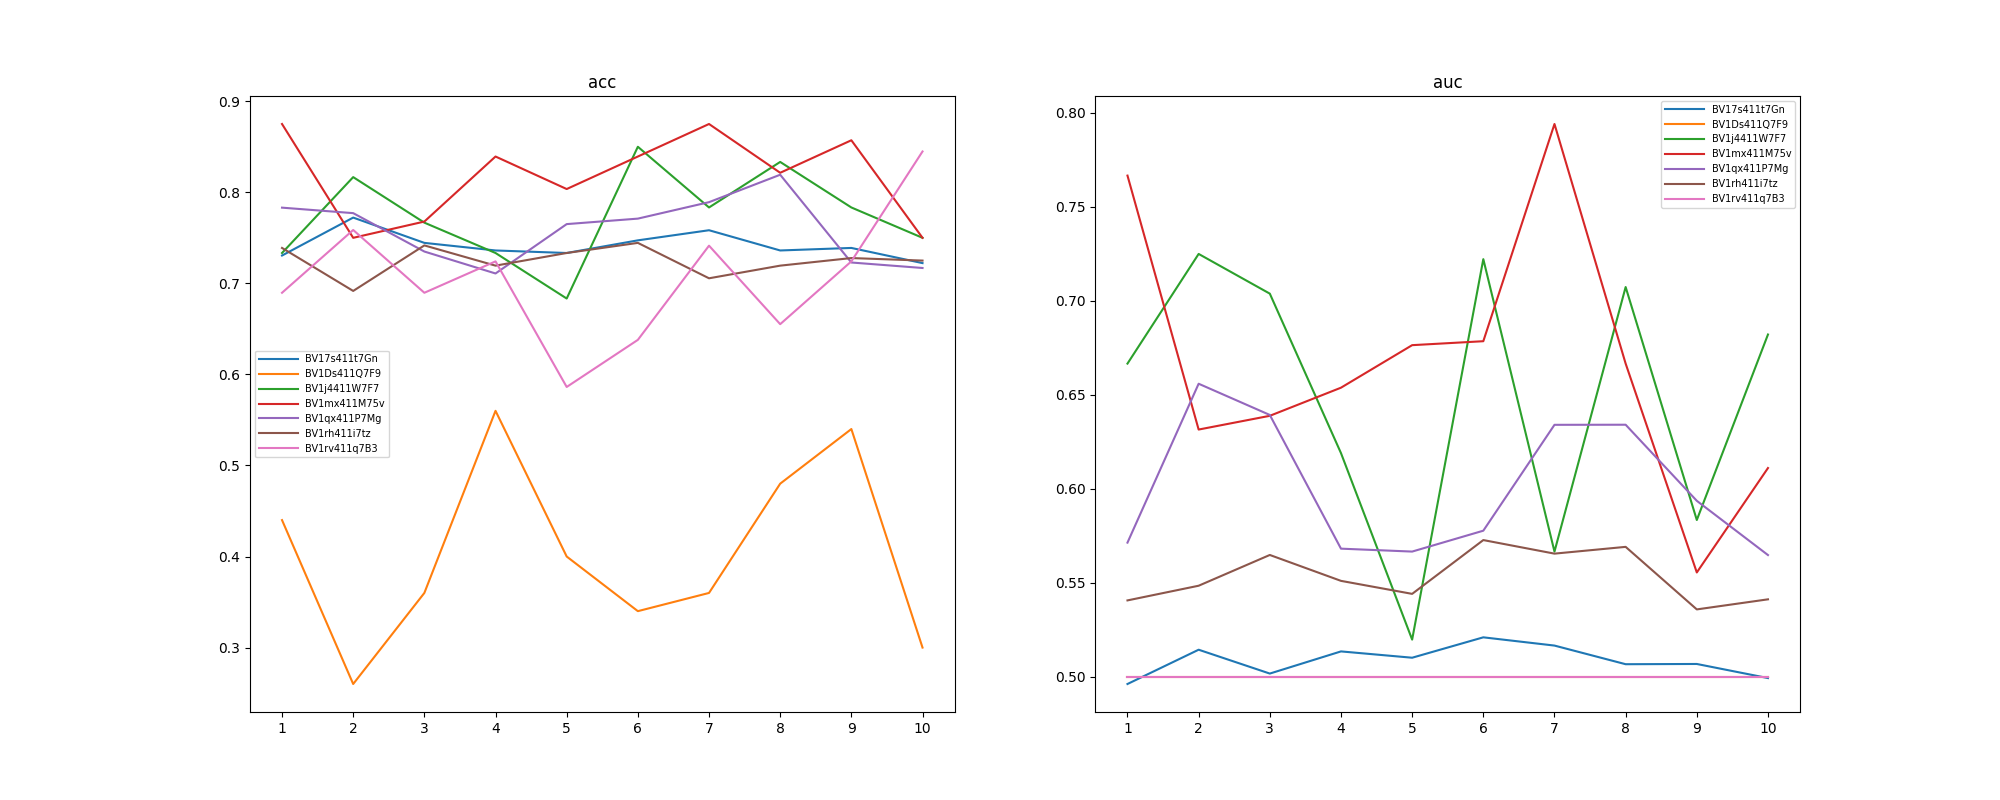 acc
0.9
0.8
0.7
0.6
0.5
0.4
0.3
1 2 3 4 5 6 7 8 9 10
BV17s411t7Gn
BV1Ds411Q7F9
BV1j4411W7F7
BV1mx411M75v
BV1qx411P7Mg
BV1rh411i7tz
BV1rv411q7B3
auc
0.80
0.75
0.70
0.65
0.60
0.55
0.50
1 2 3 4 5 6 7 8 9 10
BV17s411t7Gn
BV1Ds411Q7F9
BV1j4411W7F7
BV1mx411M75v
BV1qx411P7Mg
BV1rh411i7tz
BV1rv411q7B3